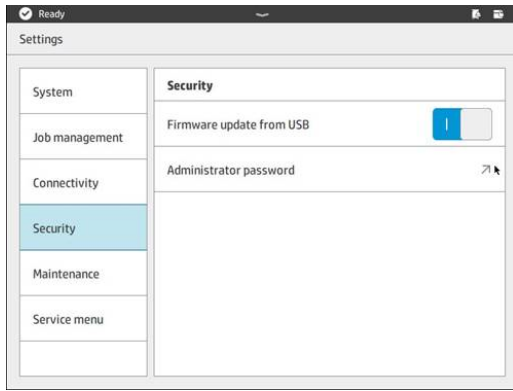 Ready
Settings
System
Job management
Connectivity
Security
Maintenance
Service menu
Security
Firmware update from USB
Administrator password